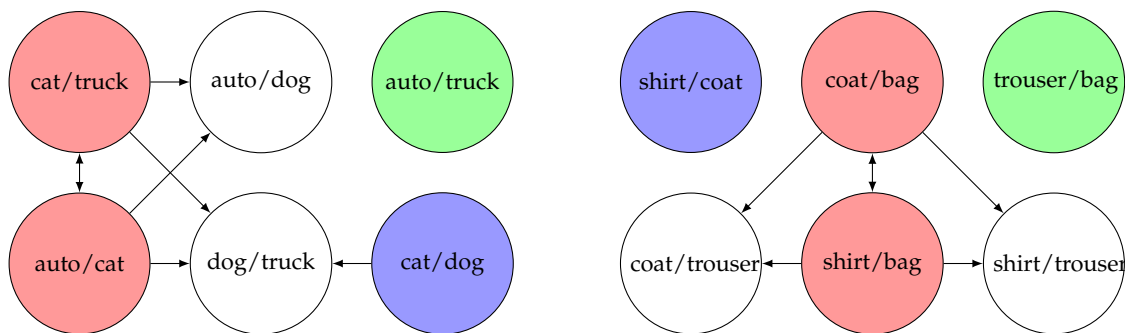 cat/truck
auto/dog
auto/truck
auto/cat
dog/truck
cat/dog
shirt/coat
coat/bag
trouser/bag
coat/trouser
shirt/bag
shirt/trouser